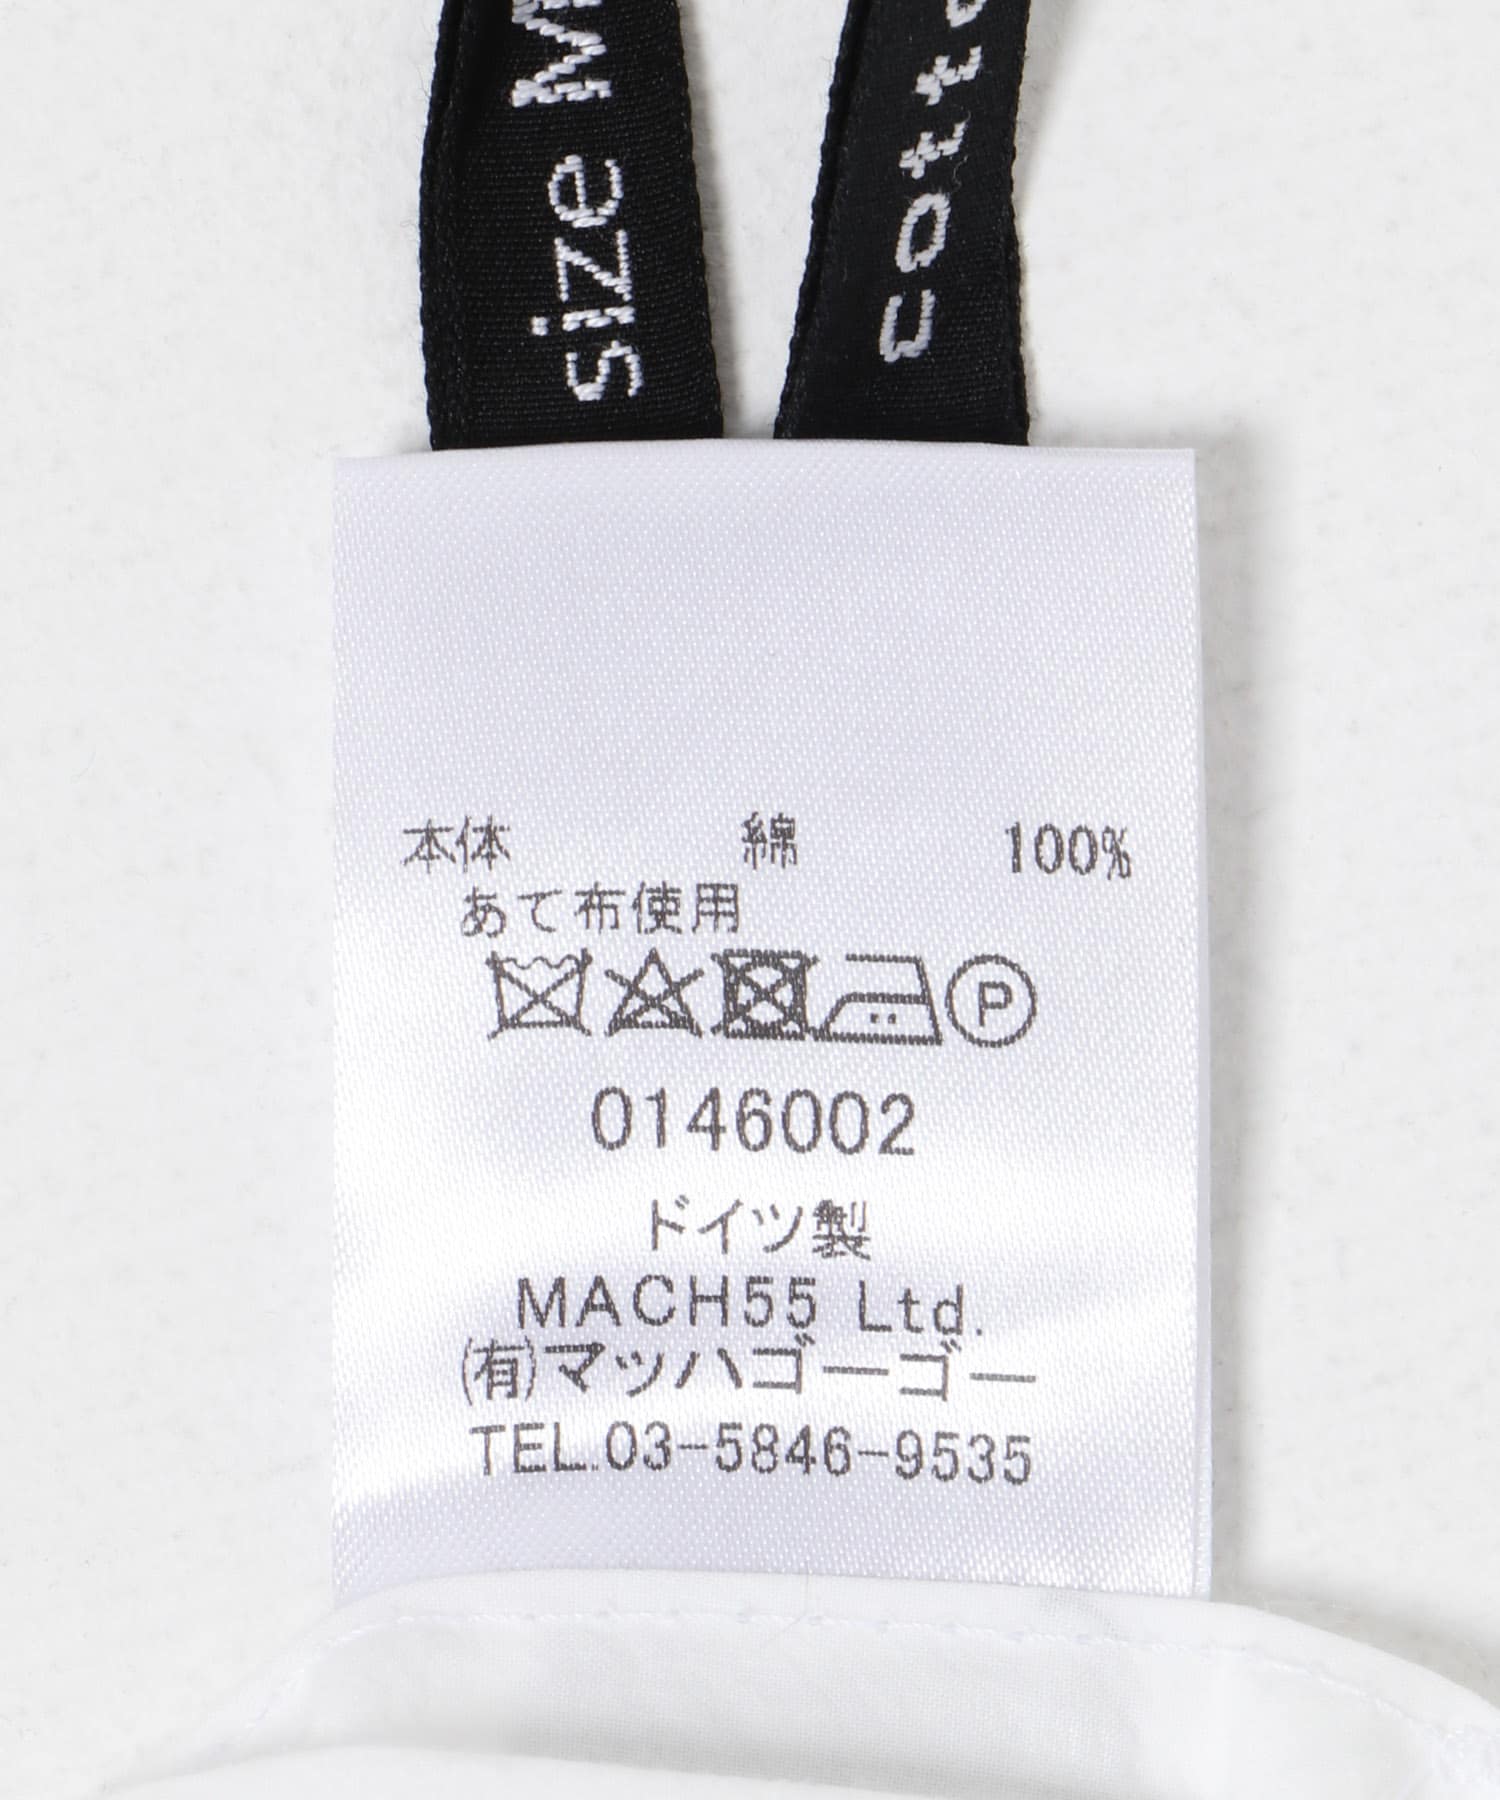 size M
cotto
本体 綿 100%
あて布使用
P
0146002
ドイツ製
MACH55 Ltd.
(有)マッハゴーゴー
TEL.03-5846-9535